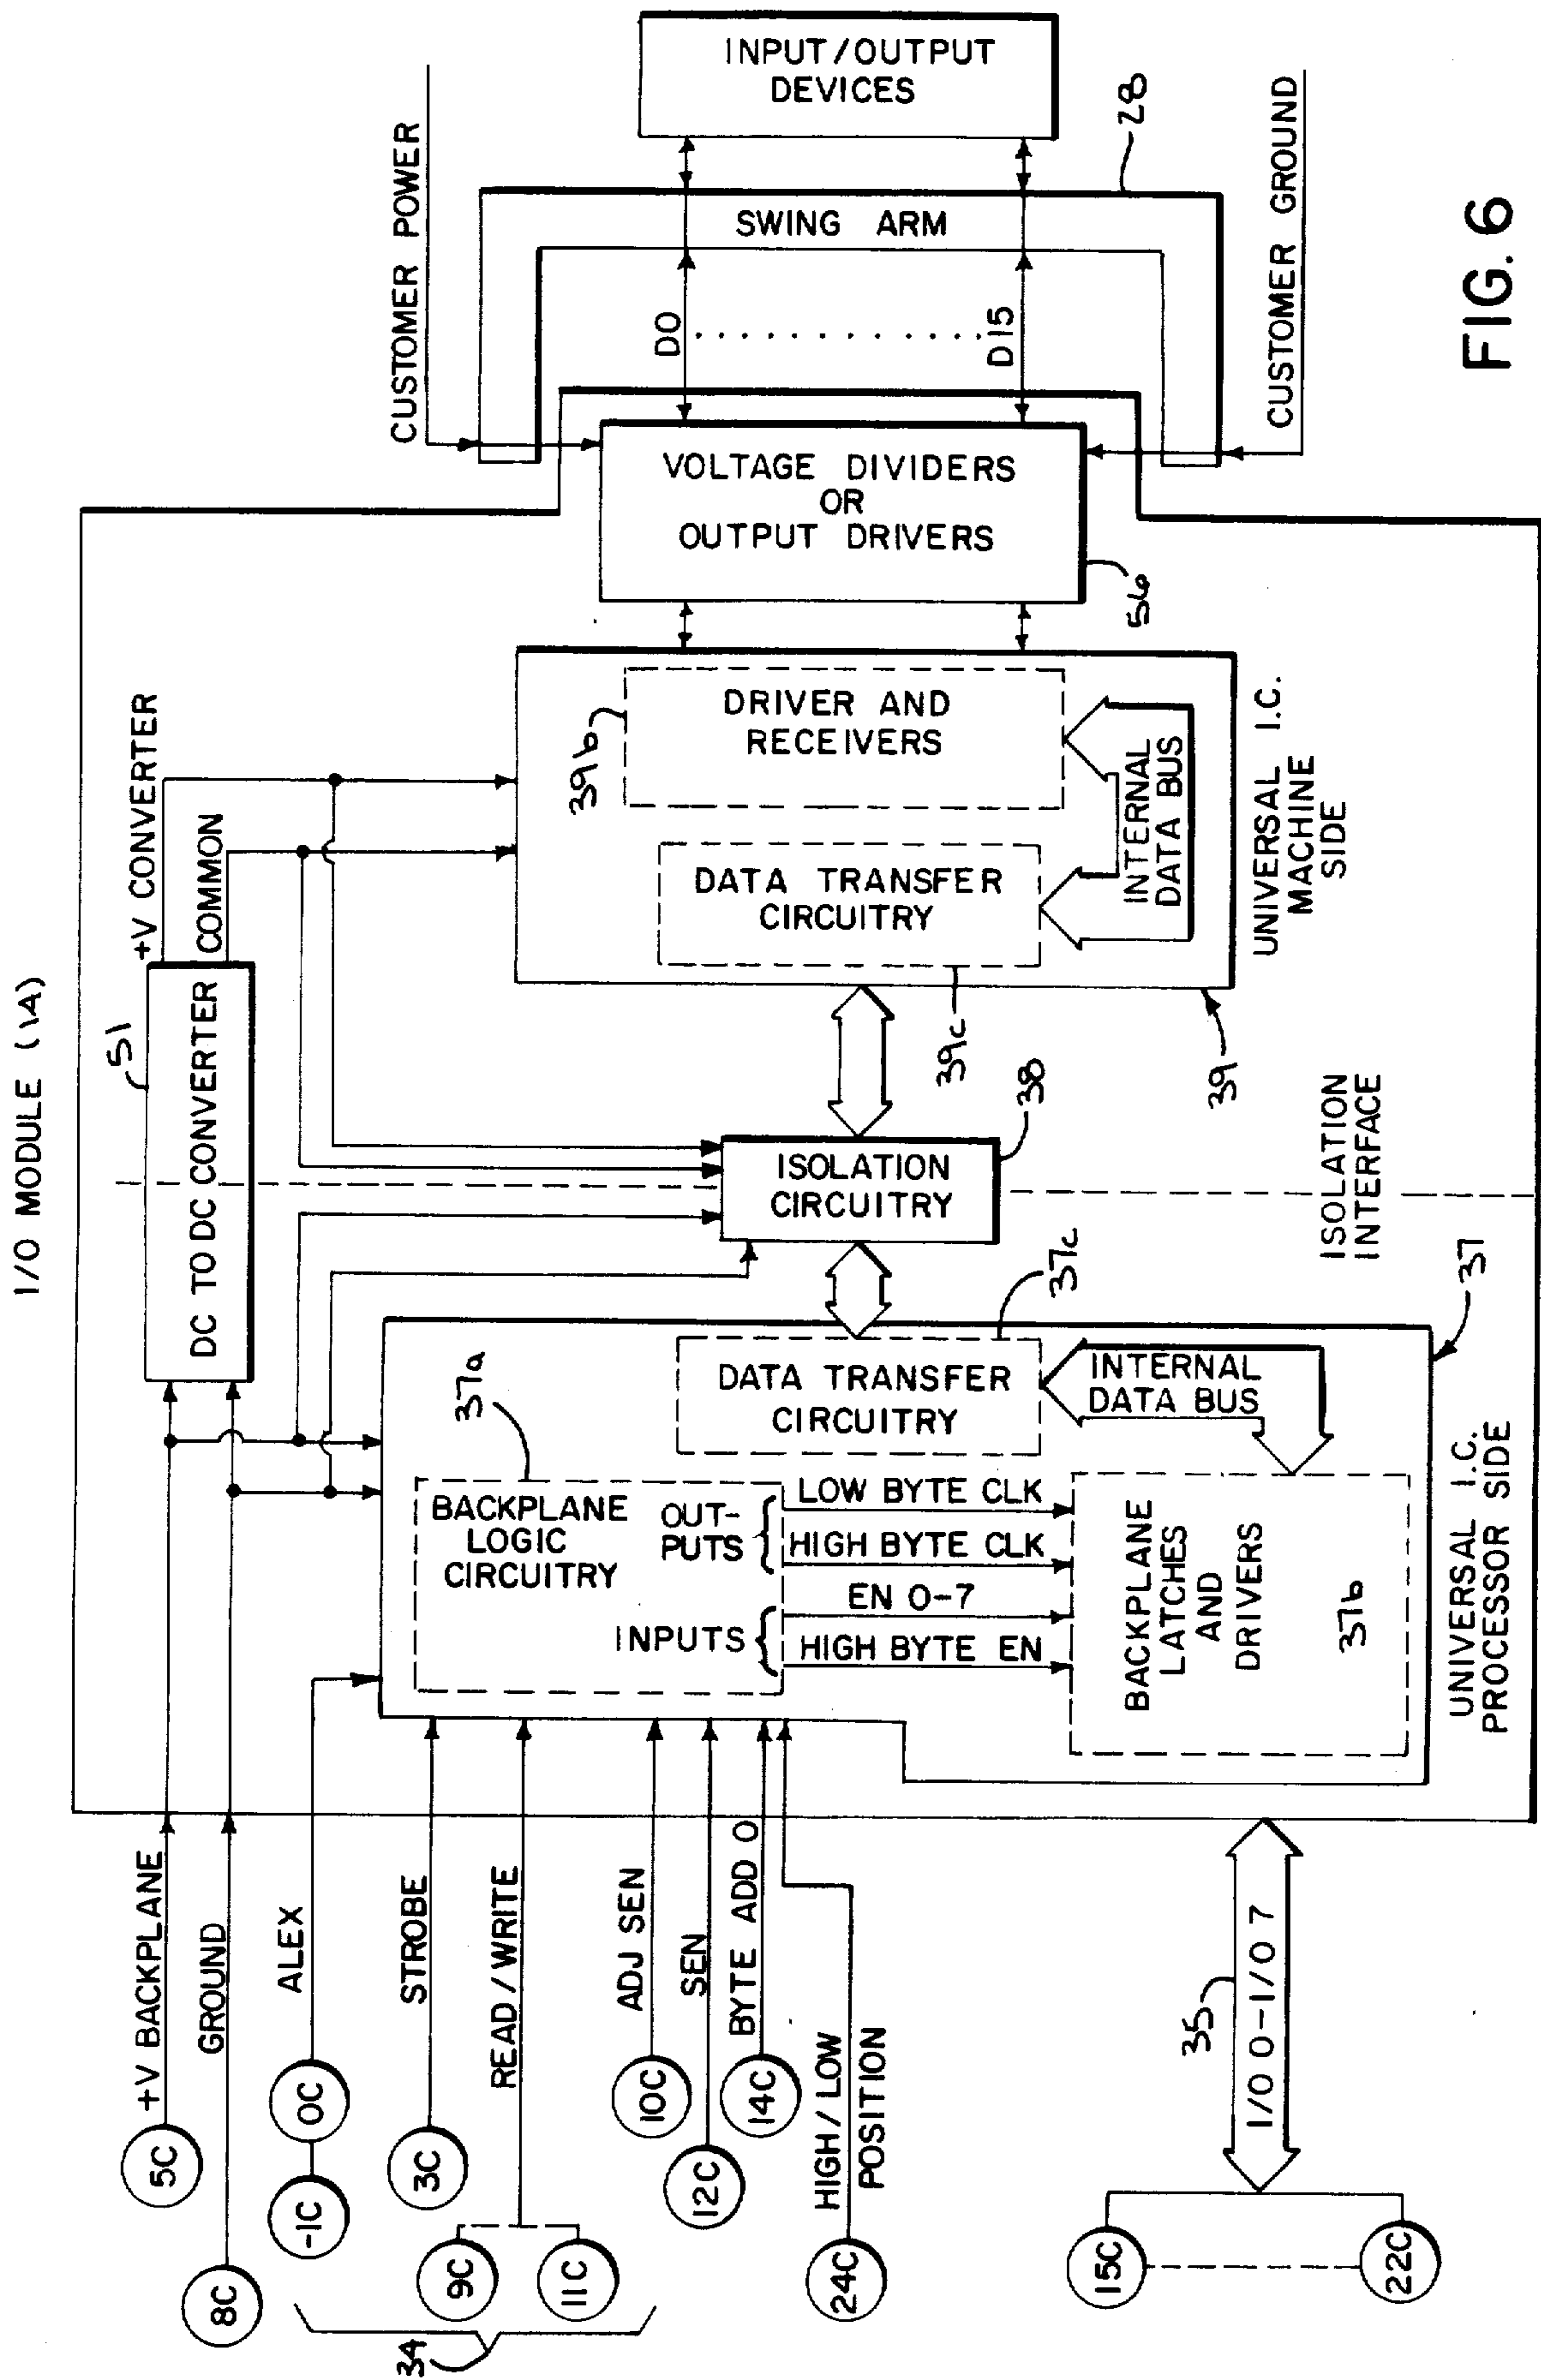 I/O MODULE (14)
51
DC TO DC CONVERTER
+V CONVERTER
COMMON
CUSTOMER POWER
+V BACKPLANE
5C
GROUND
8C
ALEX
0C
-1C
STROBE
3C
READ/WRITE
9C
11C
34
ADJ SEN
10C
SEN
12C
BYTE ADD 0
14C
HIGH/LOW
POSITION
24C
35
I/O 0-I/O 7
15C
22C
37a
BACKPLANE
LOGIC
CIRCUITRY
OUT-
PUTS
INPUTS
LOW BYTE CLK
HIGH BYTE CLK
EN 0-7
HIGH BYTE EN
DATA TRANSFER
CIRCUITRY
37c
INTERNAL
DATA BUS
BACKPLANE
LATCHES
AND
DRIVERS
37b
UNIVERSAL I.C.
PROCESSOR SIDE
37
ISOLATION
CIRCUITRY
38
ISOLATION
INTERFACE
39b
DRIVER AND
RECEIVERS
DATA TRANSFER
CIRCUITRY
39c
INTERNAL
DATA BUS
39
UNIVERSAL I.C.
MACHINE
SIDE
VOLTAGE DIVIDERS
OR
OUTPUT DRIVERS
56
D0
D15
SWING ARM
28
INPUT/OUTPUT
DEVICES
CUSTOMER GROUND
FIG. 6